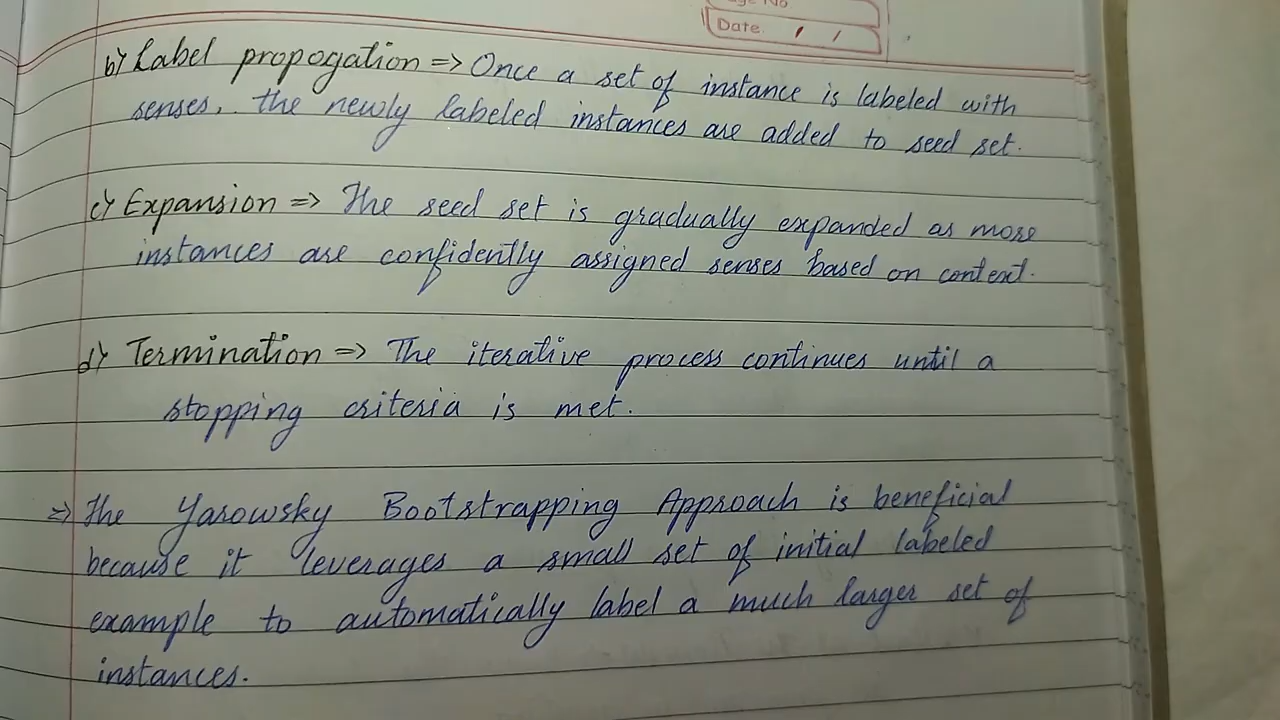 Page No
Date / /
b) Label propogation => Once a set of instance is labeled with
senses, the newly labeled instances are added to seed set.
c) Expansion => The seed set is gradually expanded as more
instances are confidently assigned senses based on context.
d) Termination => The iterative process continues until a
stopping criteria is met.
=> The Yarowsky Bootstrapping Approach is beneficial
because it leverages a small set of initial labeled
example to automatically label a much larger set of
instances.